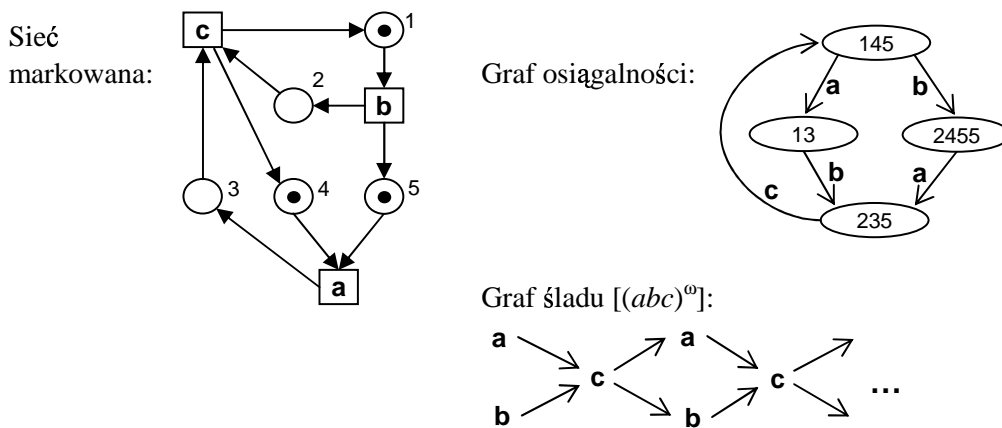 Sieć
markowana:
c
1
2
b
3
4
5
a
Graf osiągalności:
145
a
b
13
2455
b
a
c
235
Graf śladu [(abc)^ω]:
a
a
c
c
...
b
b